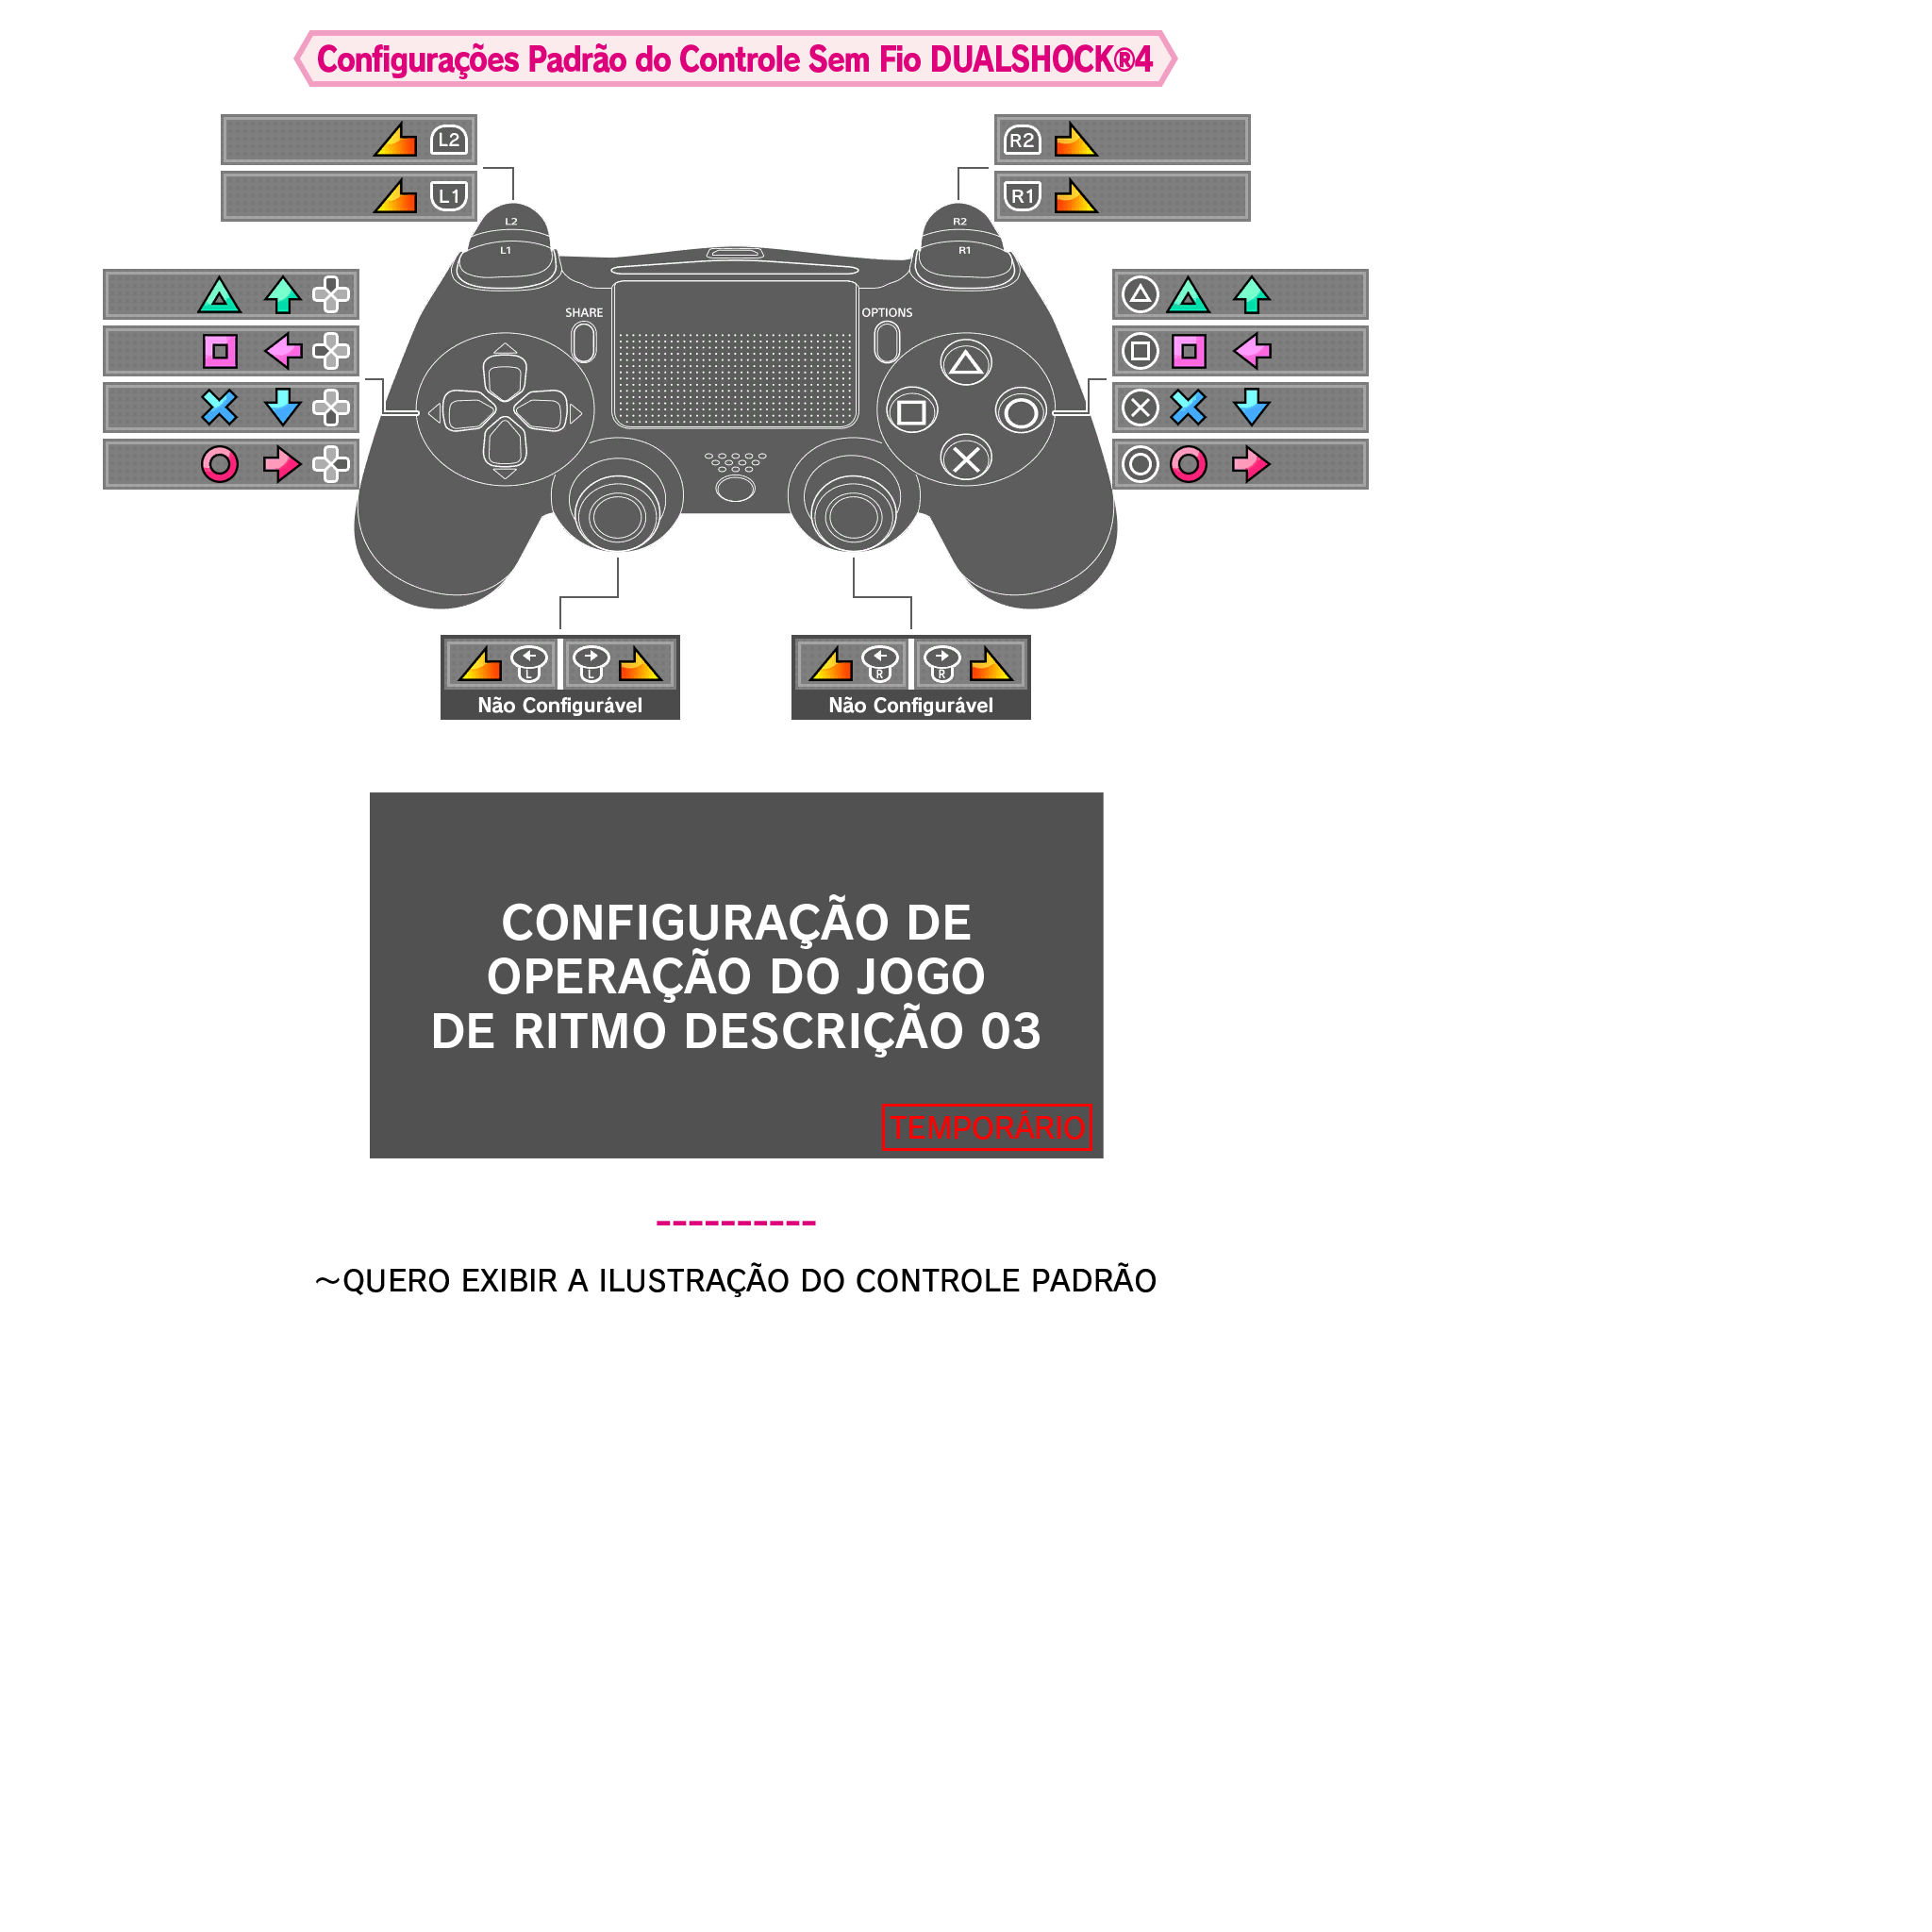 Configurações Padrão do Controle Sem Fio DUALSHOCK®4
L2
R2
L1
R1
L2
R2
L1
R1
SHARE
OPTIONS
L
L
R
R
Não Configurável
Não Configurável
CONFIGURAÇÃO DE
OPERAÇÃO DO JOGO
DE RITMO DESCRIÇÃO 03
TEMPORÁRIO
----------
～QUERO EXIBIR A ILUSTRAÇÃO DO CONTROLE PADRÃO